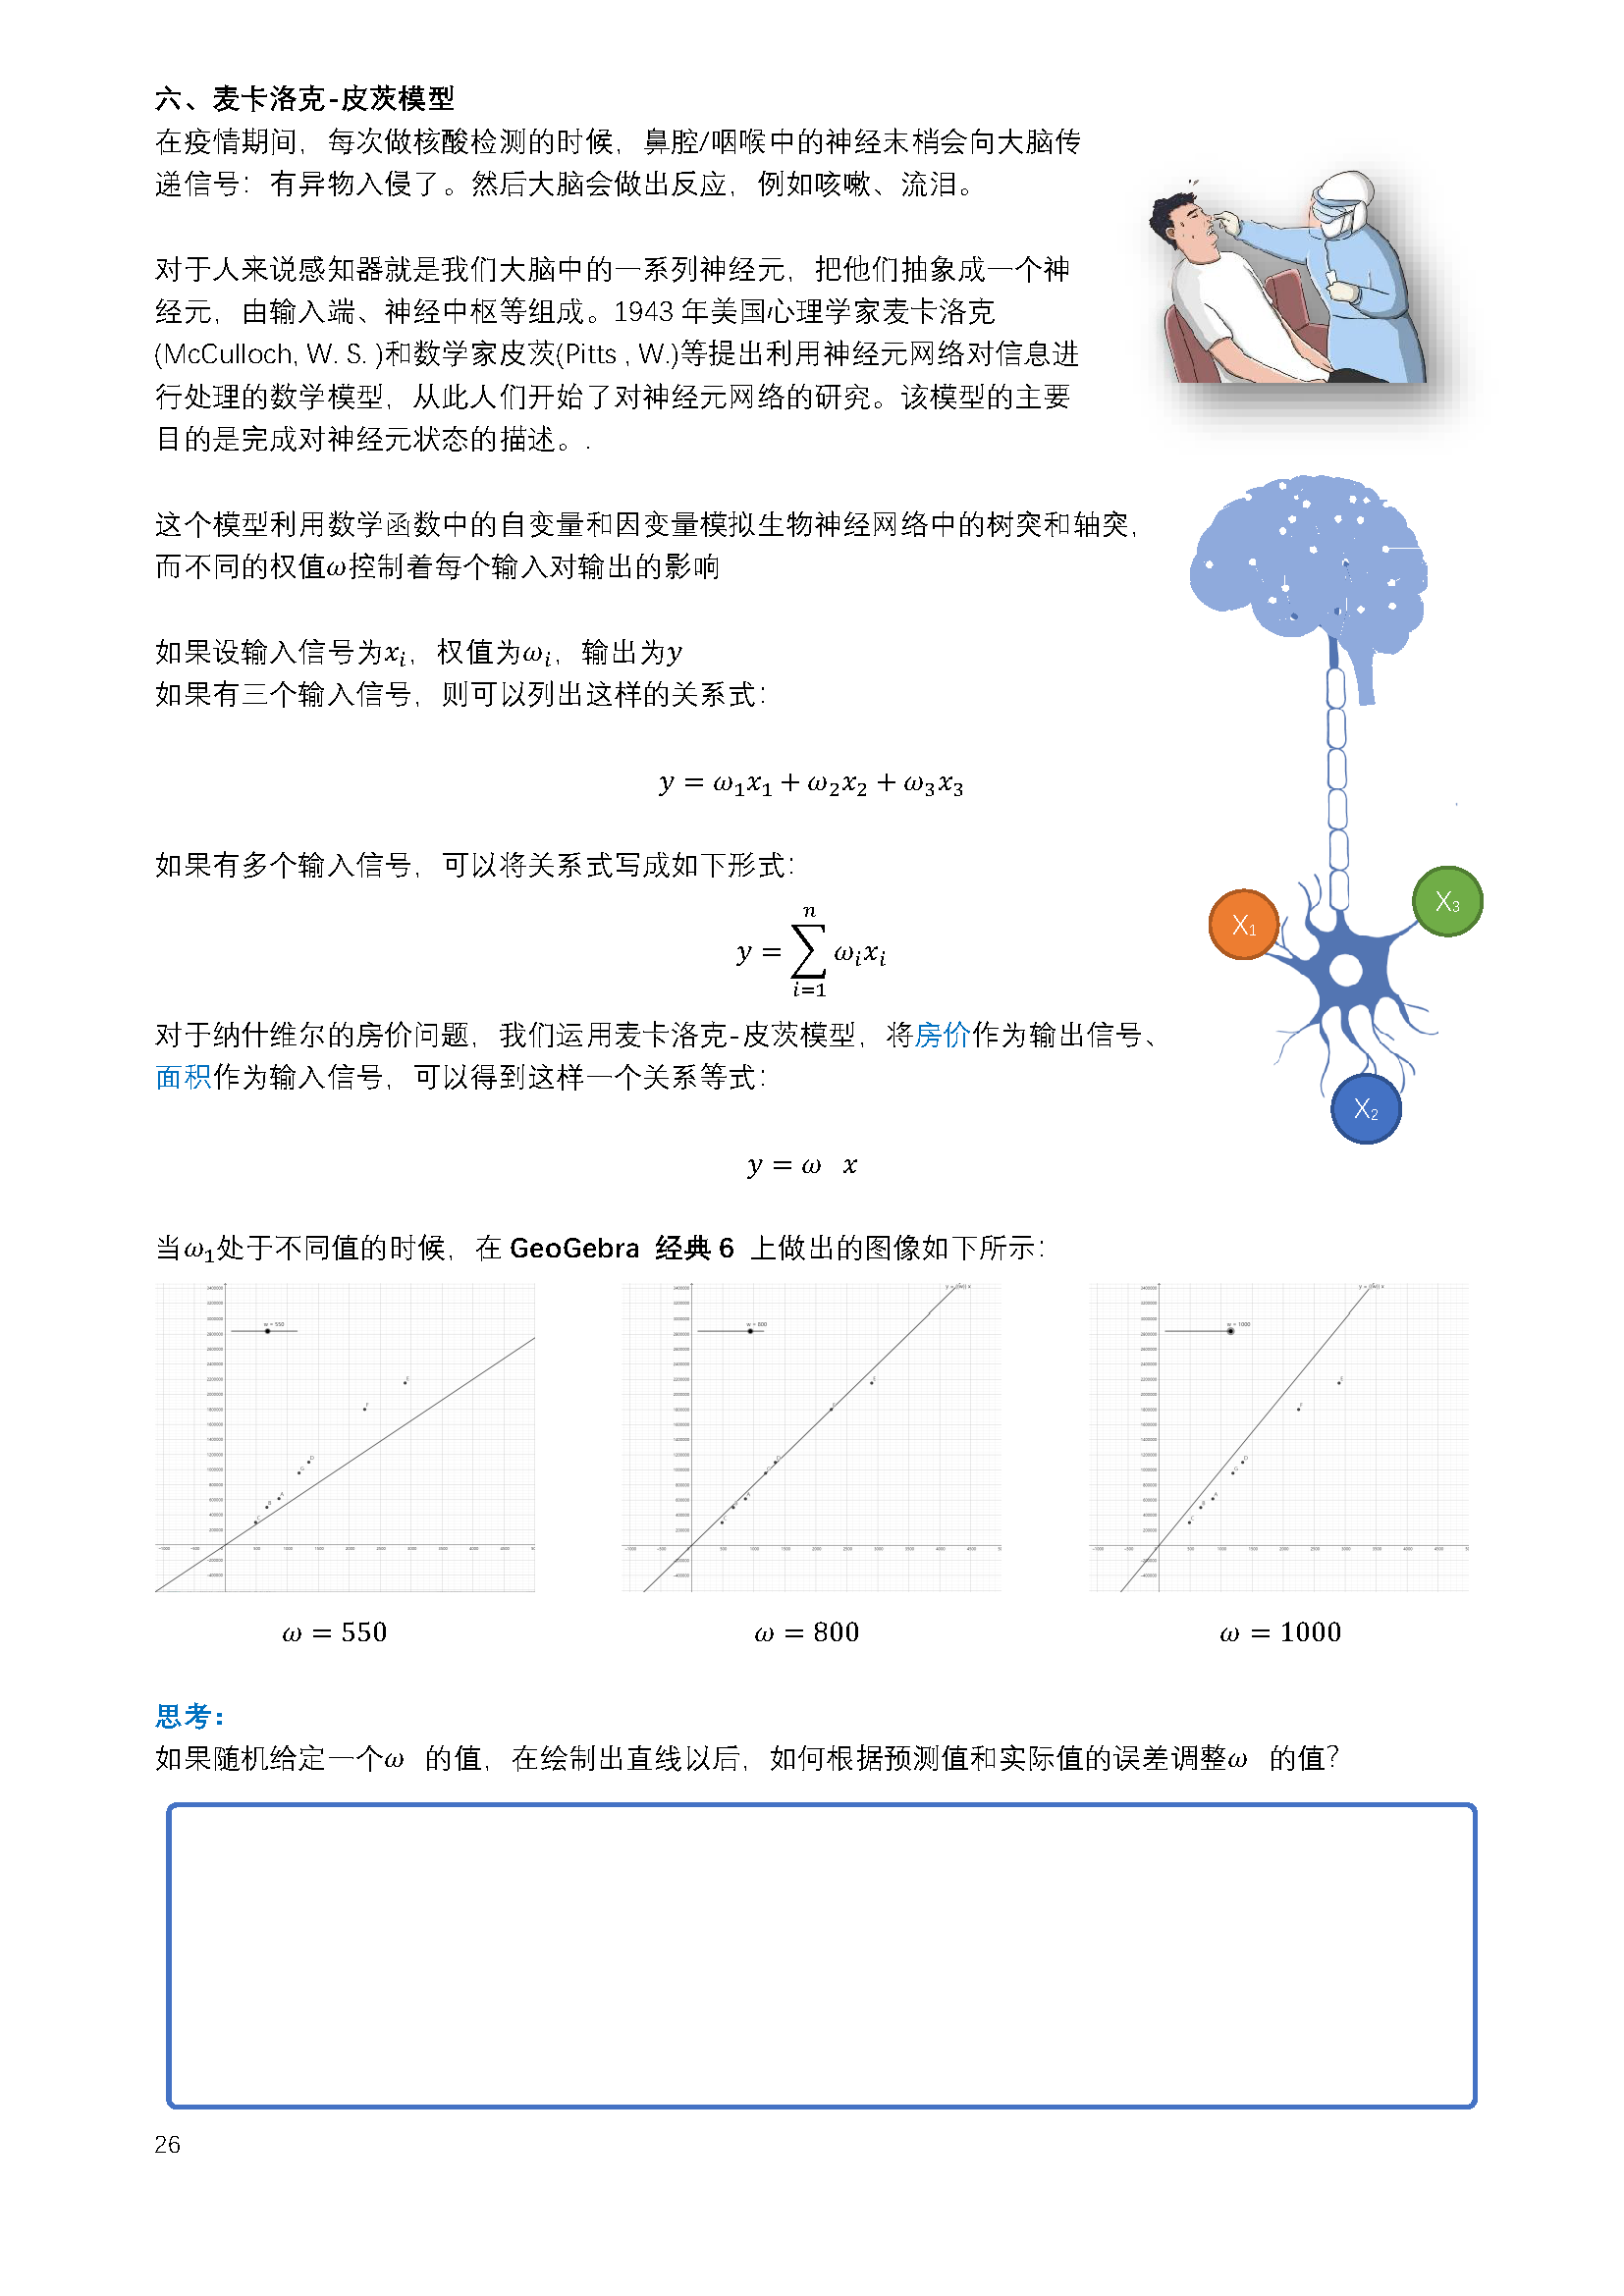 六、麦卡洛克-皮茨模型
在疫情期间，每次做核酸检测的时候，鼻腔/咽喉中的神经末梢会向大脑传
递信号：有异物入侵了。然后大脑会做出反应，例如咳嗽、流泪。
对于人来说感知器就是我们大脑中的一系列神经元，把他们抽象成一个神
经元，由输入端、神经中枢等组成。1943 年美国心理学家麦卡洛克
(McCulloch, W. S. )和数学家皮茨(Pitts , W.)等提出利用神经元网络对信息进
行处理的数学模型，从此人们开始了对神经元网络的研究。该模型的主要
目的是完成对神经元状态的描述。.
这个模型利用数学函数中的自变量和因变量模拟生物神经网络中的树突和轴突，
而不同的权值ω控制着每个输入对输出的影响
如果设输入信号为xᵢ，权值为ωᵢ，输出为y
如果有三个输入信号，则可以列出这样的关系式：
y = ω₁x₁ + ω₂x₂ + ω₃x₃
如果有多个输入信号，可以将关系式写成如下形式：
y = ∑ᵢ₌₁ⁿ ωᵢxᵢ
X₁
X₃
X₂
对于纳什维尔的房价问题，我们运用麦卡洛克-皮茨模型，将房价作为输出信号、
面积作为输入信号，可以得到这样一个关系等式：
y = ω x
当ω₁处于不同值的时候，在 GeoGebra 经典 6 上做出的图像如下所示：
w = 550
w = 800
w = 1000
ω = 550
ω = 800
ω = 1000
思考：
如果随机给定一个ω 的值，在绘制出直线以后，如何根据预测值和实际值的误差调整ω 的值？
26